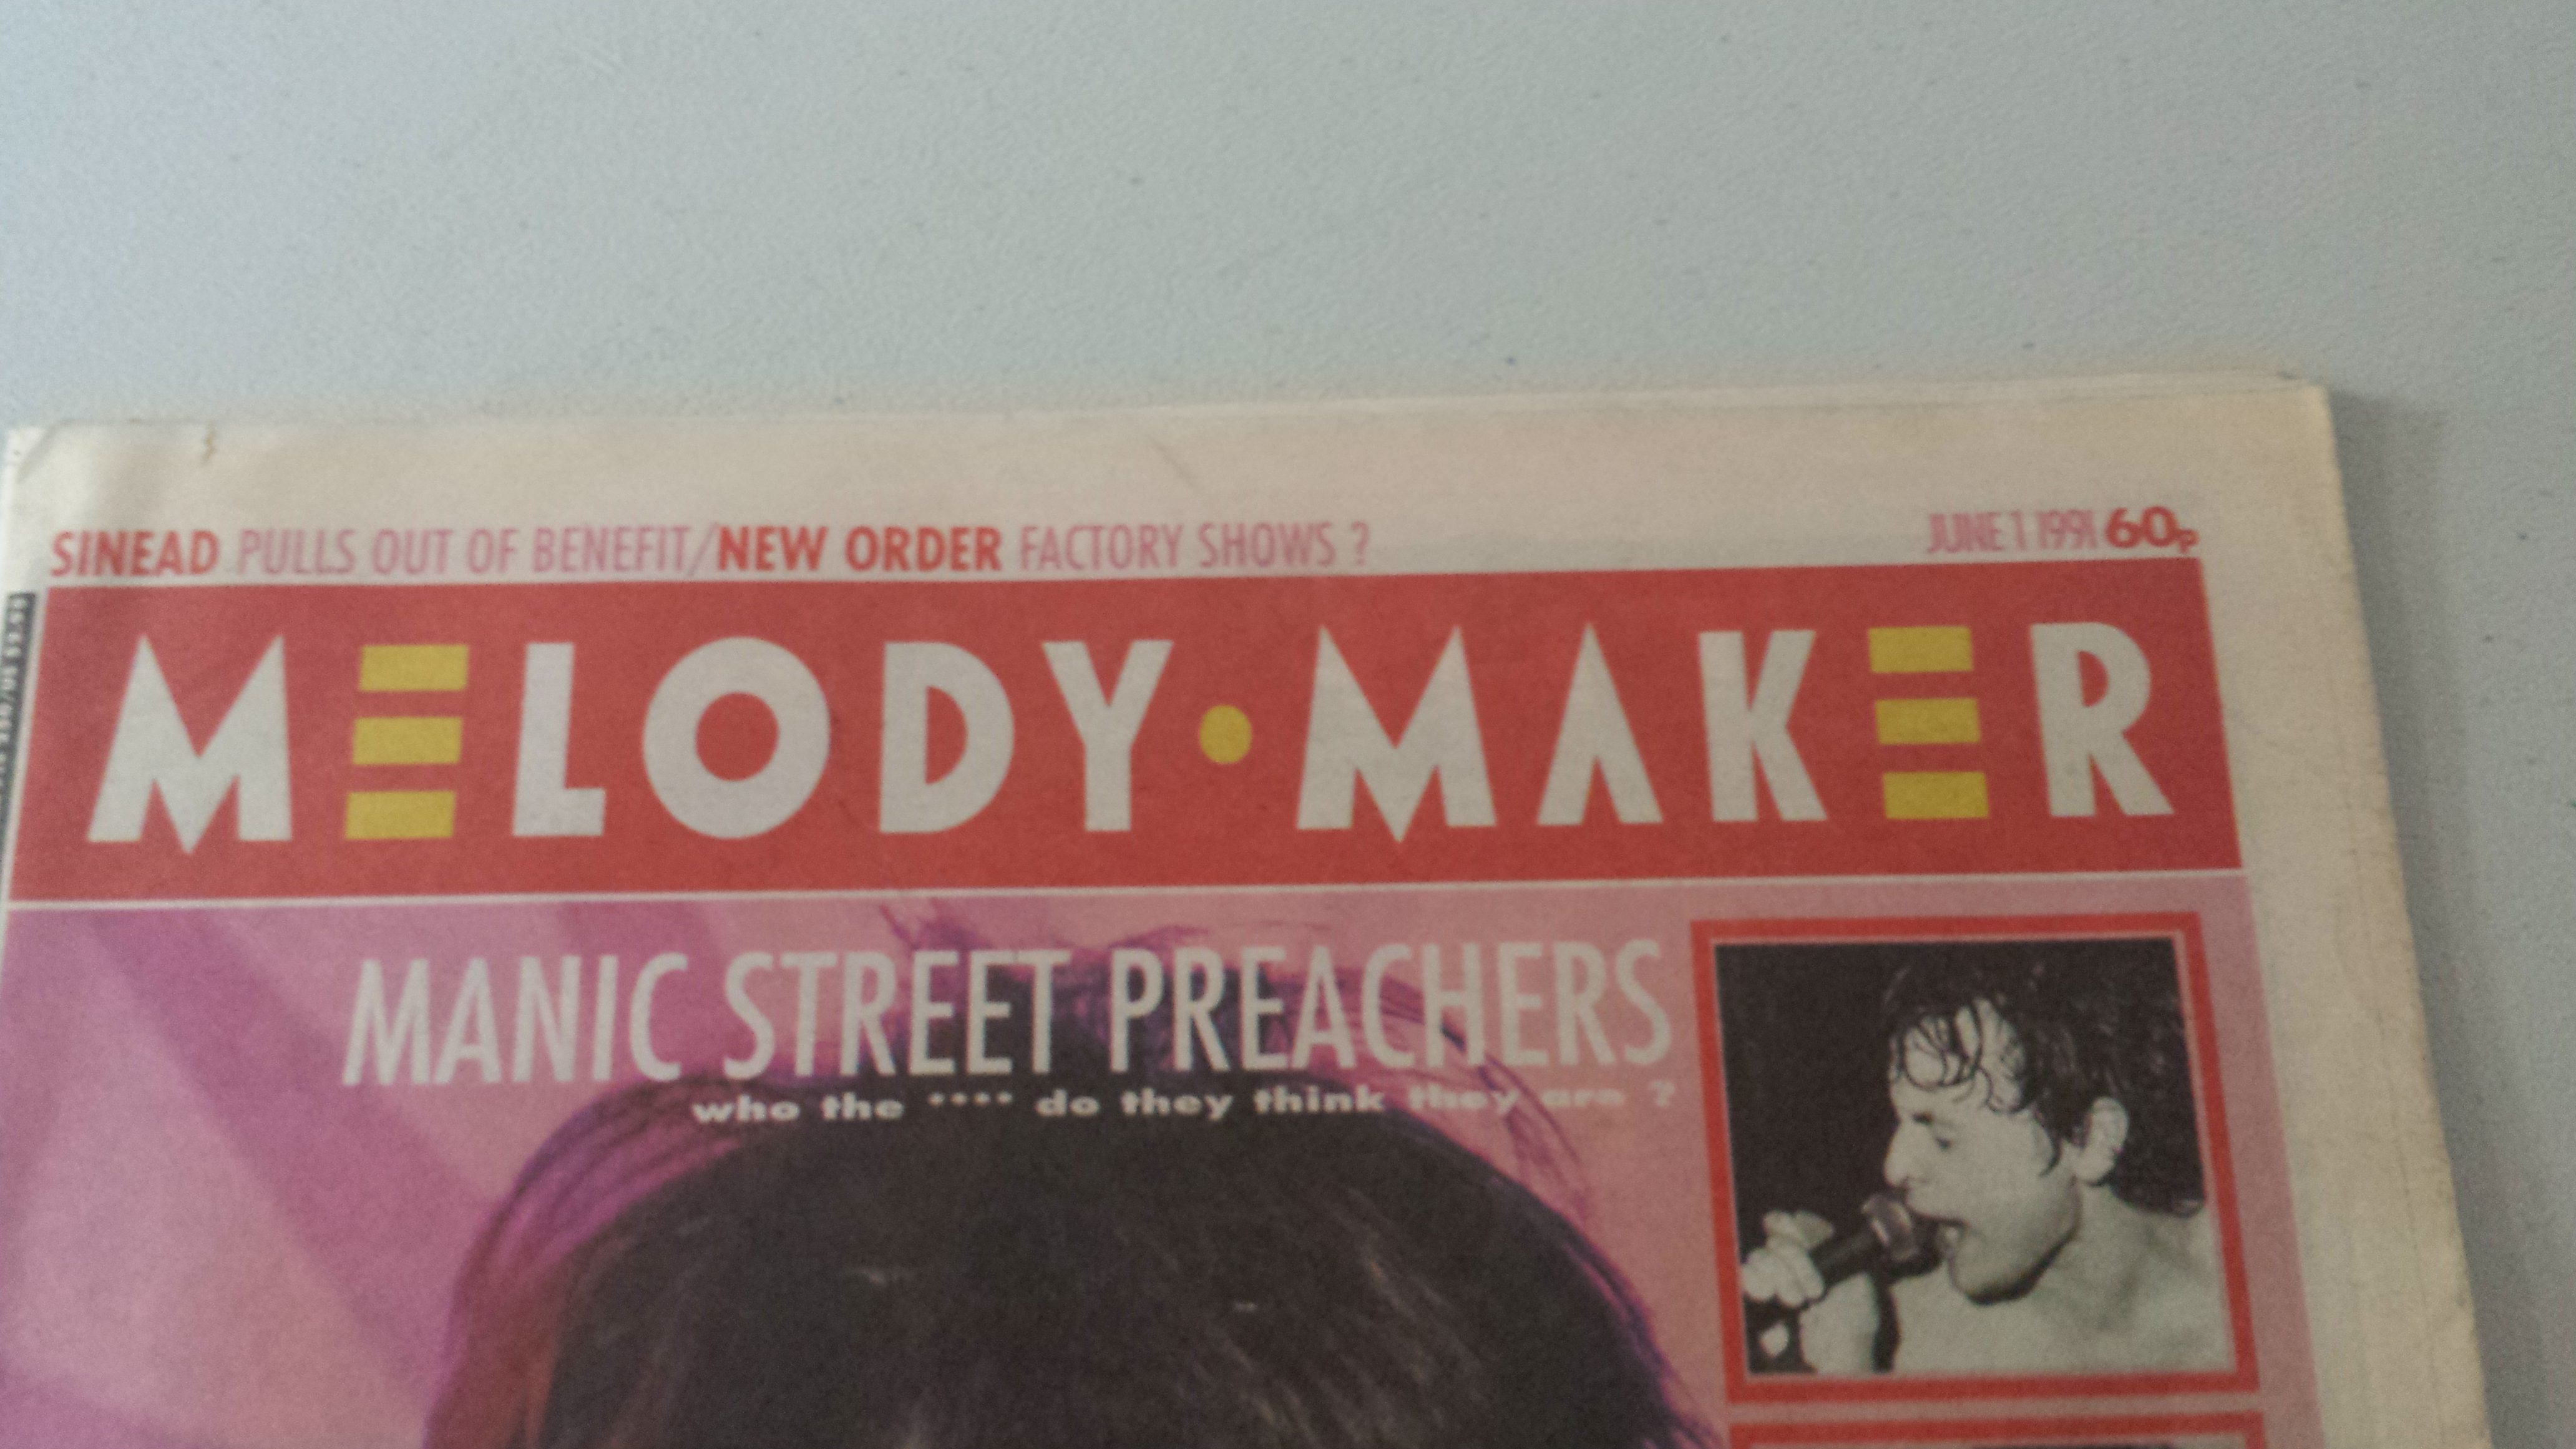 SINEAD PULLS OUT OF BENEFIT/NEW ORDER FACTORY SHOWS ?
JUNE 1 1991 60p
MELODY·MAKER
MANIC STREET PREACHERS
who the **** do they think they are ?